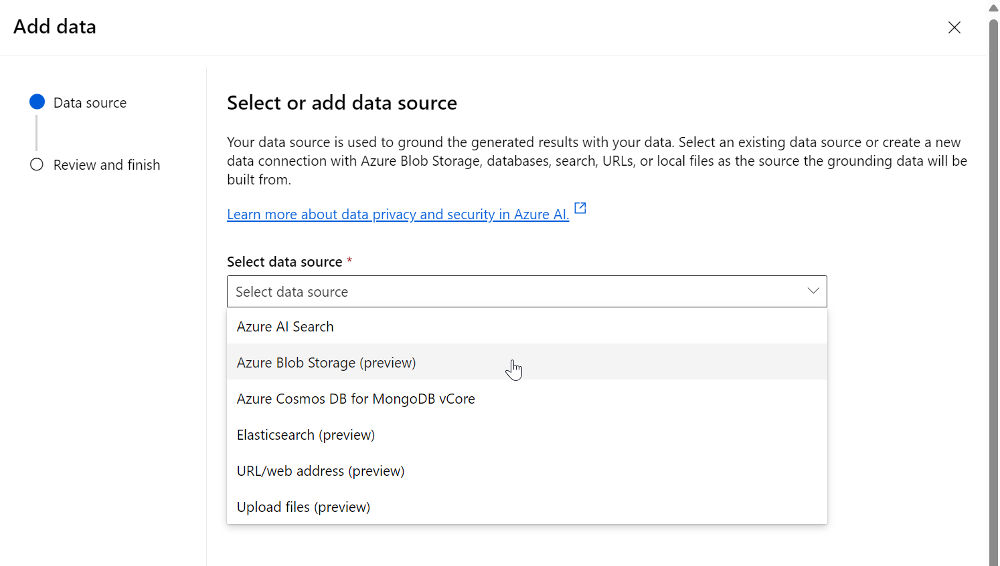 Add data
Data source
Review and finish
Select or add data source
Your data source is used to ground the generated results with your data. Select an existing data source or create a new
data connection with Azure Blob Storage, databases, search, URLs, or local files as the source the grounding data will be
built from.
Learn more about data privacy and security in Azure AI.
Select data source *
Select data source
Azure AI Search
Azure Blob Storage (preview)
Azure Cosmos DB for MongoDB vCore
Elasticsearch (preview)
URL/web address (preview)
Upload files (preview)